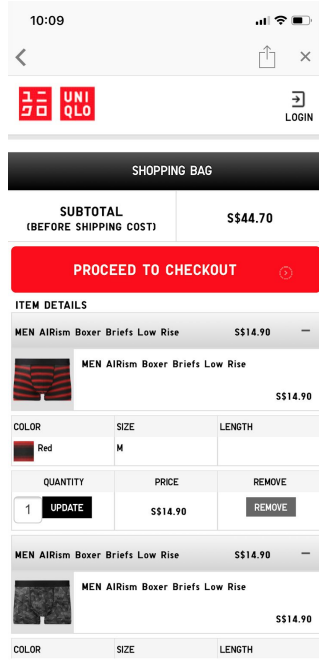 10:09
ユニ UNI
クロ QLO
LOGIN
SHOPPING BAG
SUBTOTAL
(BEFORE SHIPPING COST)
S$44.70
PROCEED TO CHECKOUT
ITEM DETAILS
MEN AIRism Boxer Briefs Low Rise S$14.90
MEN AIRism Boxer Briefs Low Rise
S$14.90
COLOR SIZE LENGTH
Red M
QUANTITY PRICE REMOVE
1 UPDATE S$14.90 REMOVE
MEN AIRism Boxer Briefs Low Rise S$14.90
MEN AIRism Boxer Briefs Low Rise
S$14.90
COLOR SIZE LENGTH